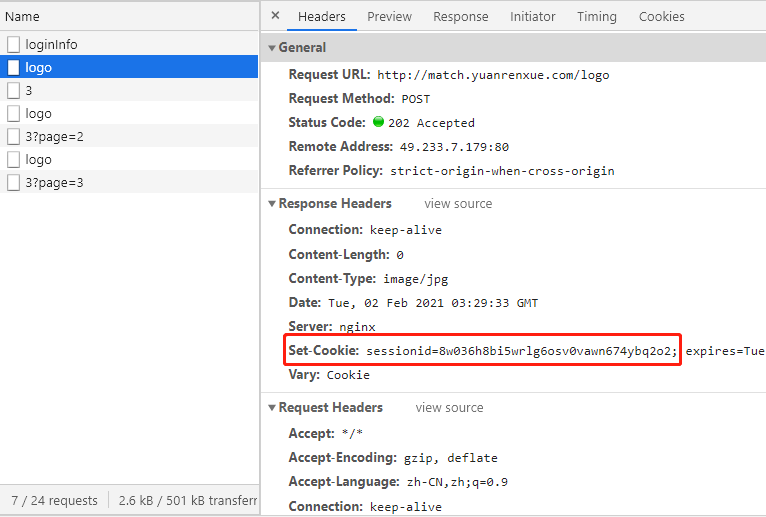 Name
loginInfo
logo
3
logo
3?page=2
logo
3?page=3
7 / 24 requests
2.6 kB / 501 kB transferr
× Headers Preview Response Initiator Timing Cookies
General
Request URL: http://match.yuanrenxue.com/logo
Request Method: POST
Status Code: 202 Accepted
Remote Address: 49.233.7.179:80
Referrer Policy: strict-origin-when-cross-origin
Response Headers view source
Connection: keep-alive
Content-Length: 0
Content-Type: image/jpg
Date: Tue, 02 Feb 2021 03:29:33 GMT
Server: nginx
Set-Cookie: sessionid=8w036h8bi5wrlg6osv0vawn674ybq2o2; expires=Tue
Vary: Cookie
Request Headers view source
Accept: */*
Accept-Encoding: gzip, deflate
Accept-Language: zh-CN,zh;q=0.9
Connection: keep-alive